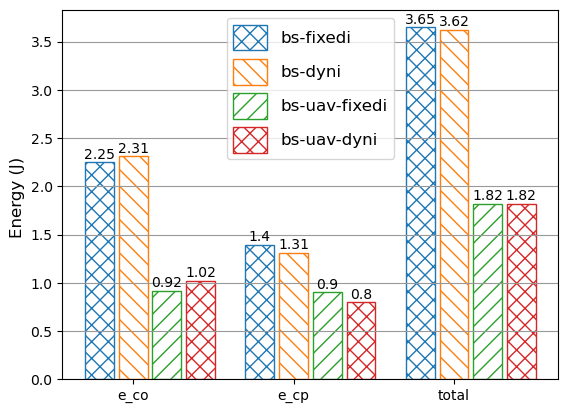 bs-fixedi
bs-dyni
bs-uav-fixedi
bs-uav-dyni
Energy (J)
3.5
3.0
2.5
2.0
1.5
1.0
0.5
0.0
2.25
2.31
0.92
1.02
1.4
1.31
0.9
0.8
3.65
3.62
1.82
1.82
e_co
e_cp
total